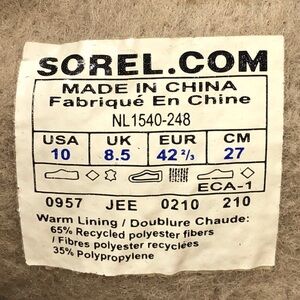 SOREL.COM
MADE IN CHINA
Fabriqué En Chine
NL1540-248
USA UK EUR CM
10 8.5 42 ²/₃ 27
ECA-1
0957 JEE 0210 210
Warm Lining / Doublure Chaude:
65% Recycled polyester fibers
/ Fibres polyester recyclées
35% Polypropylene